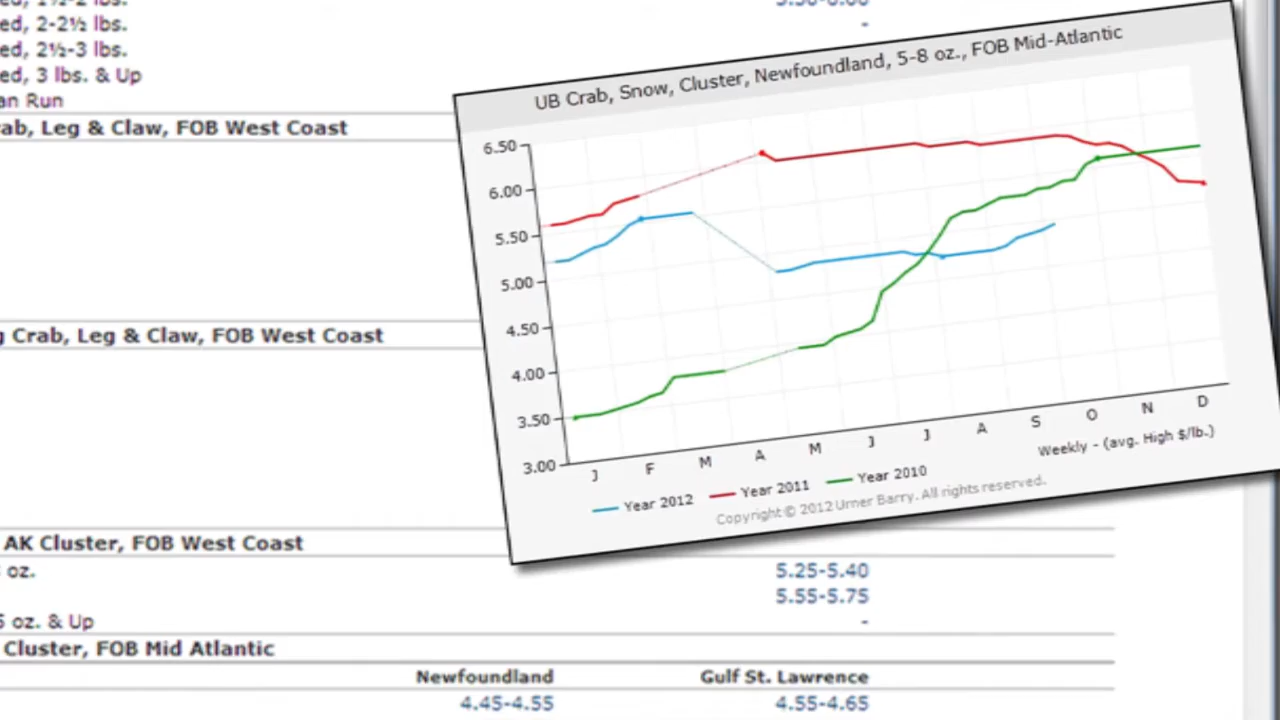 ed, 2-2½ lbs.
-
ed, 2½-3 lbs.
ed, 3 lbs. & Up
an Run
ab, Leg & Claw, FOB West Coast
g Crab, Leg & Claw, FOB West Coast
AK Cluster, FOB West Coast
oz.
5.25-5.40
5.55-5.75
5 oz. & Up
-
Cluster, FOB Mid Atlantic
Newfoundland Gulf St. Lawrence
4.45-4.55 4.55-4.65
UB Crab, Snow, Cluster, Newfoundland, 5-8 oz., FOB Mid-Atlantic
6.50
6.00
5.50
5.00
4.50
4.00
3.50
3.00
J F M A M J J A S O N D
Weekly - (avg. High $/lb.)
Year 2012 Year 2011 Year 2010
Copyright © 2012 Urner Barry. All rights reserved.